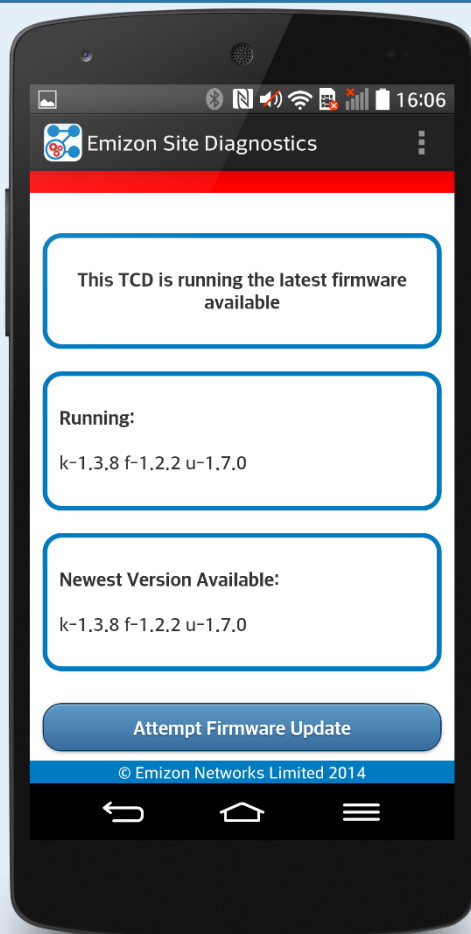 16:06
Emizon Site Diagnostics
This TCD is running the latest firmware
available
Running:
k-1.3.8 f-1.2.2 u-1.7.0
Newest Version Available:
k-1.3.8 f-1.2.2 u-1.7.0
Attempt Firmware Update
© Emizon Networks Limited 2014